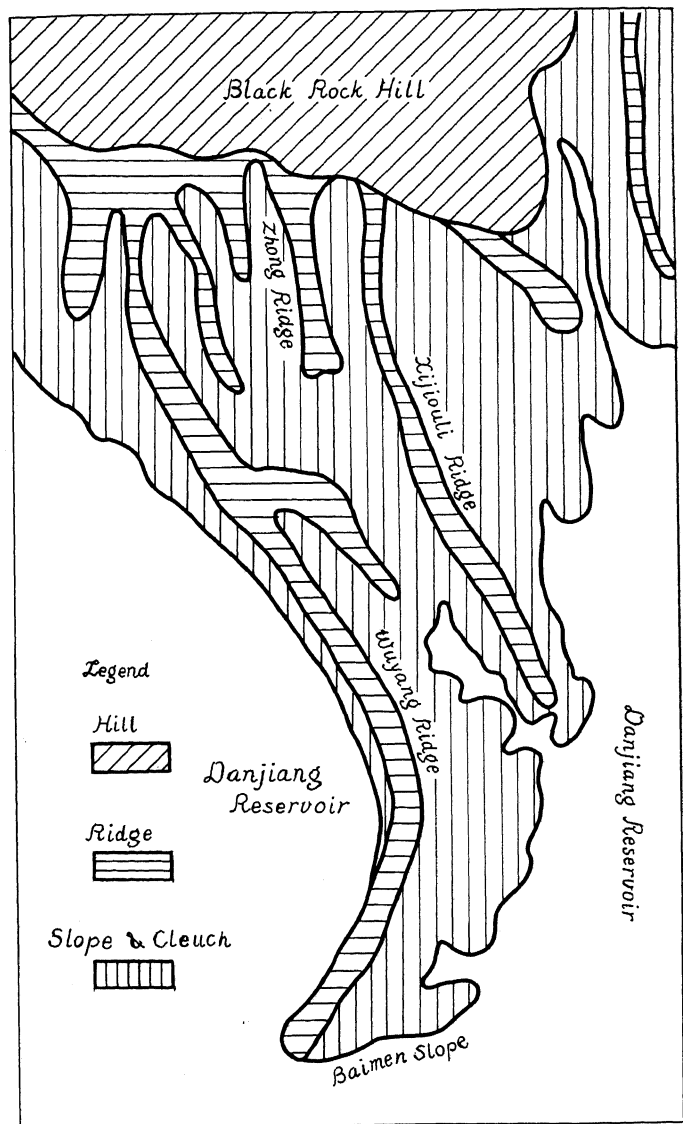 Black Rock Hill
Zhong Ridge
Xijiouli Ridge
Wuyang Ridge
Legend
Hill
Ridge
Slope & Cleuch
Danjiang
Reservoir
Danjiang Reservoir
Baimen Slope